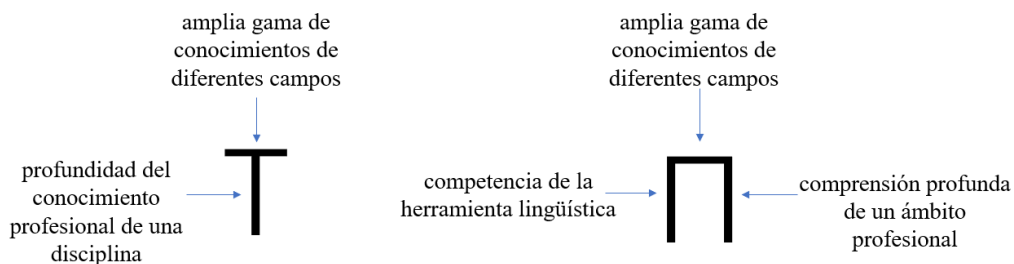 amplia gama de
conocimientos de
diferentes campos
profundidad del
conocimiento
profesional de una
disciplina
amplia gama de
conocimientos de
diferentes campos
competencia de la
herramienta lingüística
comprensión profunda
de un ámbito
profesional